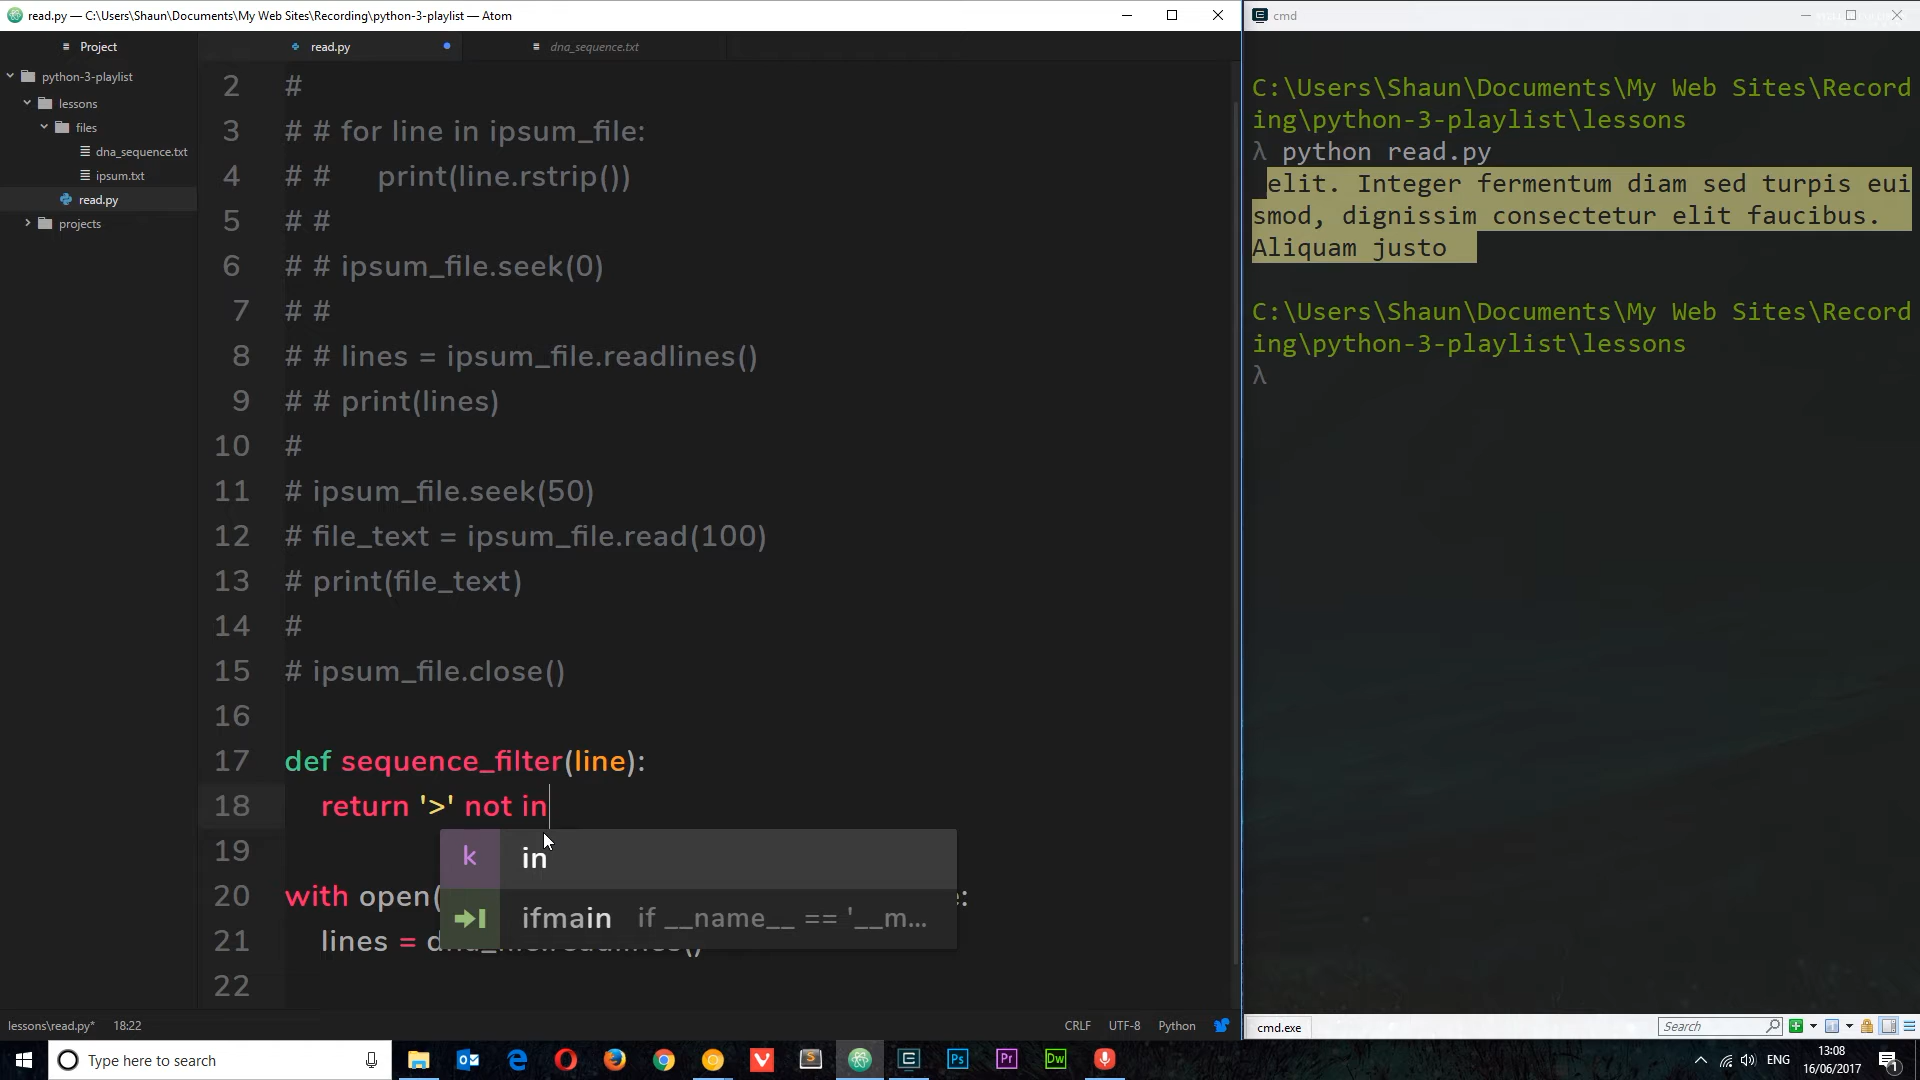 read.py — C:\Users\Shaun\Documents\My Web Sites\Recording\python-3-playlist — Atom
Project
python-3-playlist
lessons
files
dna_sequence.txt
ipsum.txt
read.py
projects
read.py
dna_sequence.txt
2 #
3 # # for line in ipsum_file:
4 # # print(line.rstrip())
5 # #
6 # # ipsum_file.seek(0)
7 # #
8 # # lines = ipsum_file.readlines()
9 # # print(lines)
10 #
11 # ipsum_file.seek(50)
12 # file_text = ipsum_file.read(100)
13 # print(file_text)
14 #
15 # ipsum_file.close()
16
17 def sequence_filter(line):
18 return '>' not in
19
20 with open( :
21 lines =
22
k in
ifmain if __name__ == '__m...
lessons\read.py* 18:22
CRLF UTF-8 Python
cmd
C:\Users\Shaun\Documents\My Web Sites\Record
ing\python-3-playlist\lessons
λ python read.py
elit. Integer fermentum diam sed turpis eui
smod, dignissim consectetur elit faucibus.
Aliquam justo
C:\Users\Shaun\Documents\My Web Sites\Record
ing\python-3-playlist\lessons
λ
cmd.exe
Search
Type here to search
Ps
Pr
Dw
ENG
13:08
16/06/2017
1